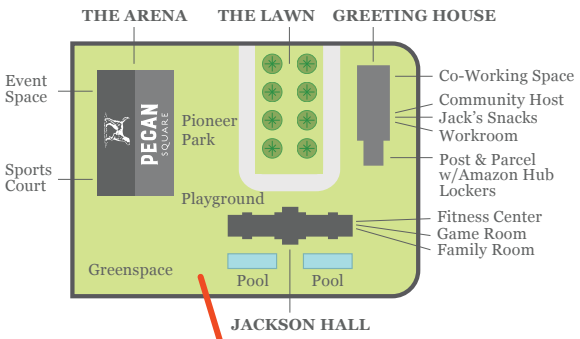 THE ARENA
THE LAWN
GREETING HOUSE
Event
Space
Sports
Court
PECAN
SQUARE
Pioneer
Park
Playground
Greenspace
Co-Working Space
Community Host
Jack's Snacks
Workroom
Post & Parcel
w/Amazon Hub
Lockers
Fitness Center
Game Room
Family Room
Pool
Pool
JACKSON HALL